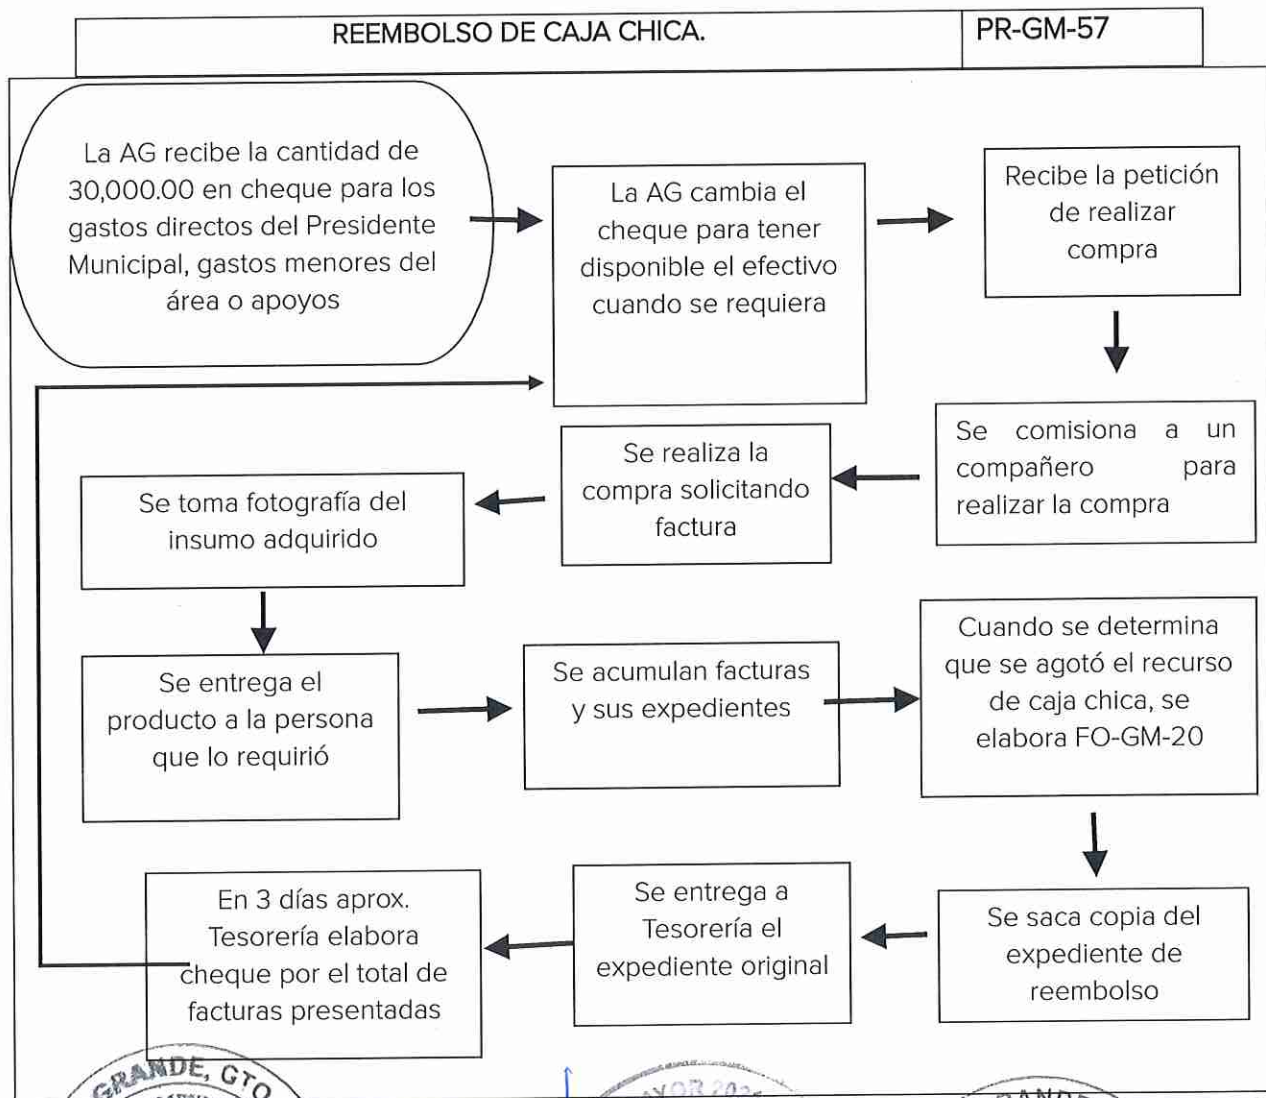 REEMBOLSO DE CAJA CHICA.
PR-GM-57
La AG recibe la cantidad de
30,000.00 en cheque para los
gastos directos del Presidente
Municipal, gastos menores del
área o apoyos
La AG cambia el
cheque para tener
disponible el efectivo
cuando se requiera
Recibe la petición
de realizar
compra
Se comisiona a un
compañero para
realizar la compra
Se realiza la
compra solicitando
factura
Se toma fotografía del
insumo adquirido
Se entrega el
producto a la persona
que lo requirió
Se acumulan facturas
y sus expedientes
Cuando se determina
que se agotó el recurso
de caja chica, se
elabora FO-GM-20
Se saca copia del
expediente de
reembolso
Se entrega a
Tesorería el
expediente original
En 3 días aprox.
Tesorería elabora
cheque por el total de
facturas presentadas
GRANDE, GTO